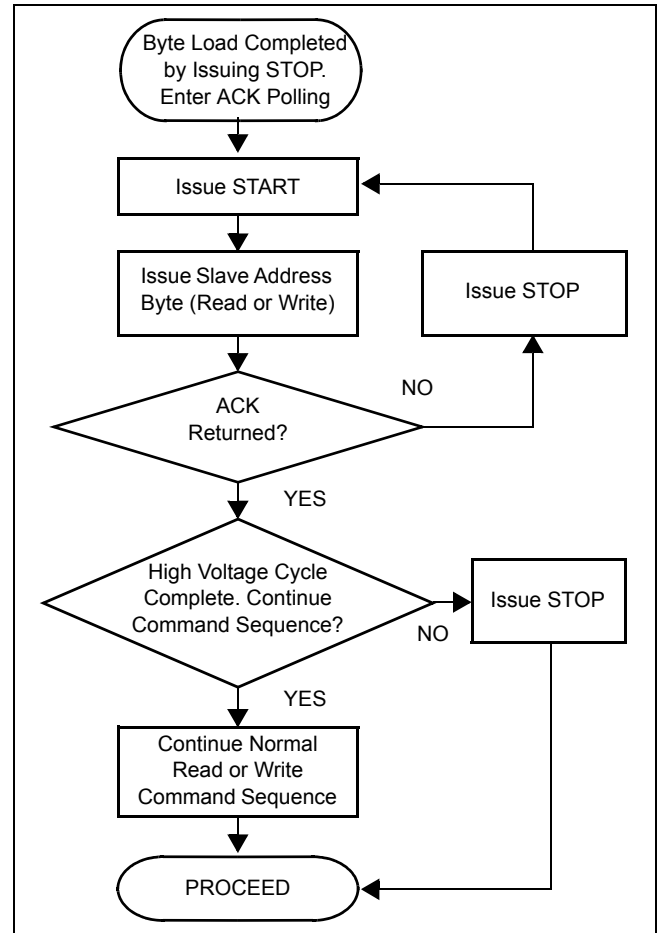 Byte Load Completed
by Issuing STOP.
Enter ACK Polling
Issue START
Issue Slave Address
Byte (Read or Write)
Issue STOP
ACK
Returned?
NO
YES
High Voltage Cycle
Complete. Continue
Command Sequence?
Issue STOP
NO
YES
Continue Normal
Read or Write
Command Sequence
PROCEED